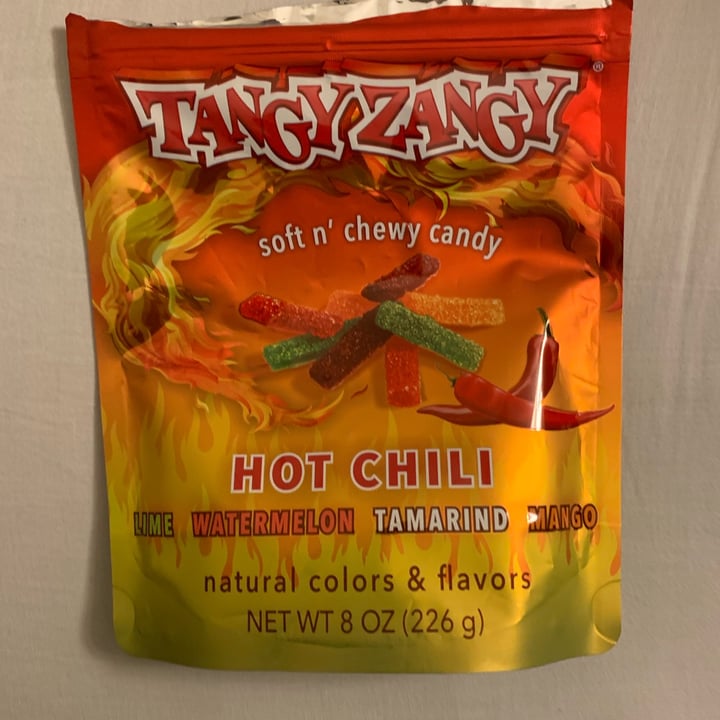 TANGY ZANGY®
soft n' chewy candy
HOT CHILI
LIME WATERMELON TAMARIND MANGO
natural colors & flavors
NET WT 8 OZ (226 g)